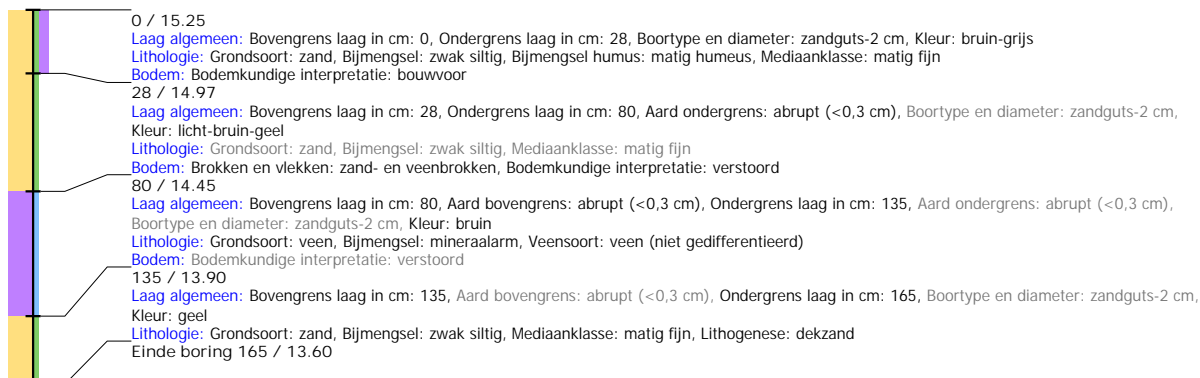 0 / 15.25
Laag algemeen: Bovengrens laag in cm: 0, Ondergrens laag in cm: 28, Boortype en diameter: zandguts-2 cm, Kleur: bruin-grijs
Lithologie: Grondsoort: zand, Bijmengsel: zwak siltig, Bijmengsel humus: matig humeus, Mediaanklasse: matig fijn
Bodem: Bodemkundige interpretatie: bouwvoor
28 / 14.97
Laag algemeen: Bovengrens laag in cm: 28, Ondergrens laag in cm: 80, Aard ondergrens: abrupt (<0,3 cm), Boortype en diameter: zandguts-2 cm,
Kleur: licht-bruin-geel
Lithologie: Grondsoort: zand, Bijmengsel: zwak siltig, Mediaanklasse: matig fijn
Bodem: Brokken en vlekken: zand- en veenbrokken, Bodemkundige interpretatie: verstoord
80 / 14.45
Laag algemeen: Bovengrens laag in cm: 80, Aard bovengrens: abrupt (<0,3 cm), Ondergrens laag in cm: 135, Aard ondergrens: abrupt (<0,3 cm),
Boortype en diameter: zandguts-2 cm, Kleur: bruin
Lithologie: Grondsoort: veen, Bijmengsel: mineraalarm, Veensoort: veen (niet gedifferentieerd)
Bodem: Bodemkundige interpretatie: verstoord
135 / 13.90
Laag algemeen: Bovengrens laag in cm: 135, Aard bovengrens: abrupt (<0,3 cm), Ondergrens laag in cm: 165, Boortype en diameter: zandguts-2 cm,
Kleur: geel
Lithologie: Grondsoort: zand, Bijmengsel: zwak siltig, Mediaanklasse: matig fijn, Lithogenese: dekzand
Einde boring 165 / 13.60